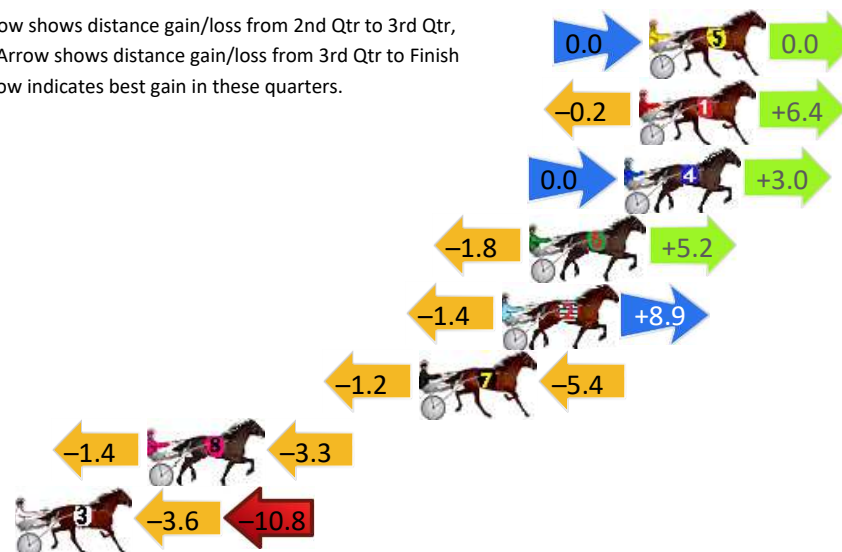 ow shows distance gain/loss from 2nd Qtr to 3rd Qtr,
Arrow shows distance gain/loss from 3rd Qtr to Finish
ow indicates best gain in these quarters.
0.0 5 0.0
–0.2 1 +6.4
0.0 4 +3.0
–1.8 6 +5.2
–1.4 2 +8.9
–1.2 7 –5.4
–1.4 8 –3.3
3 –3.6 –10.8